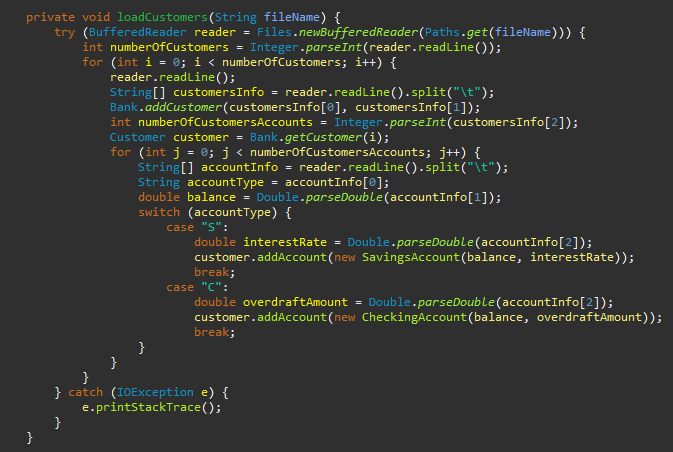 private void loadCustomers(String fileName) {
    try (BufferedReader reader = Files.newBufferedReader(Paths.get(fileName))) {
        int numberOfCustomers = Integer.parseInt(reader.readLine());
        for (int i = 0; i < numberOfCustomers; i++) {
            reader.readLine();
            String[] customersInfo = reader.readLine().split("\t");
            Bank.addCustomer(customersInfo[0], customersInfo[1]);
            int numberOfCustomersAccounts = Integer.parseInt(customersInfo[2]);
            Customer customer = Bank.getCustomer(i);
            for (int j = 0; j < numberOfCustomersAccounts; j++) {
                String[] accountInfo = reader.readLine().split("\t");
                String accountType = accountInfo[0];
                double balance = Double.parseDouble(accountInfo[1]);
                switch (accountType) {
                    case "S":
                        double interestRate = Double.parseDouble(accountInfo[2]);
                        customer.addAccount(new SavingsAccount(balance, interestRate));
                        break;
                    case "C":
                        double overdraftAmount = Double.parseDouble(accountInfo[2]);
                        customer.addAccount(new CheckingAccount(balance, overdraftAmount));
                        break;
                }
            }
        }
    } catch (IOException e) {
        e.printStackTrace();
    }
}